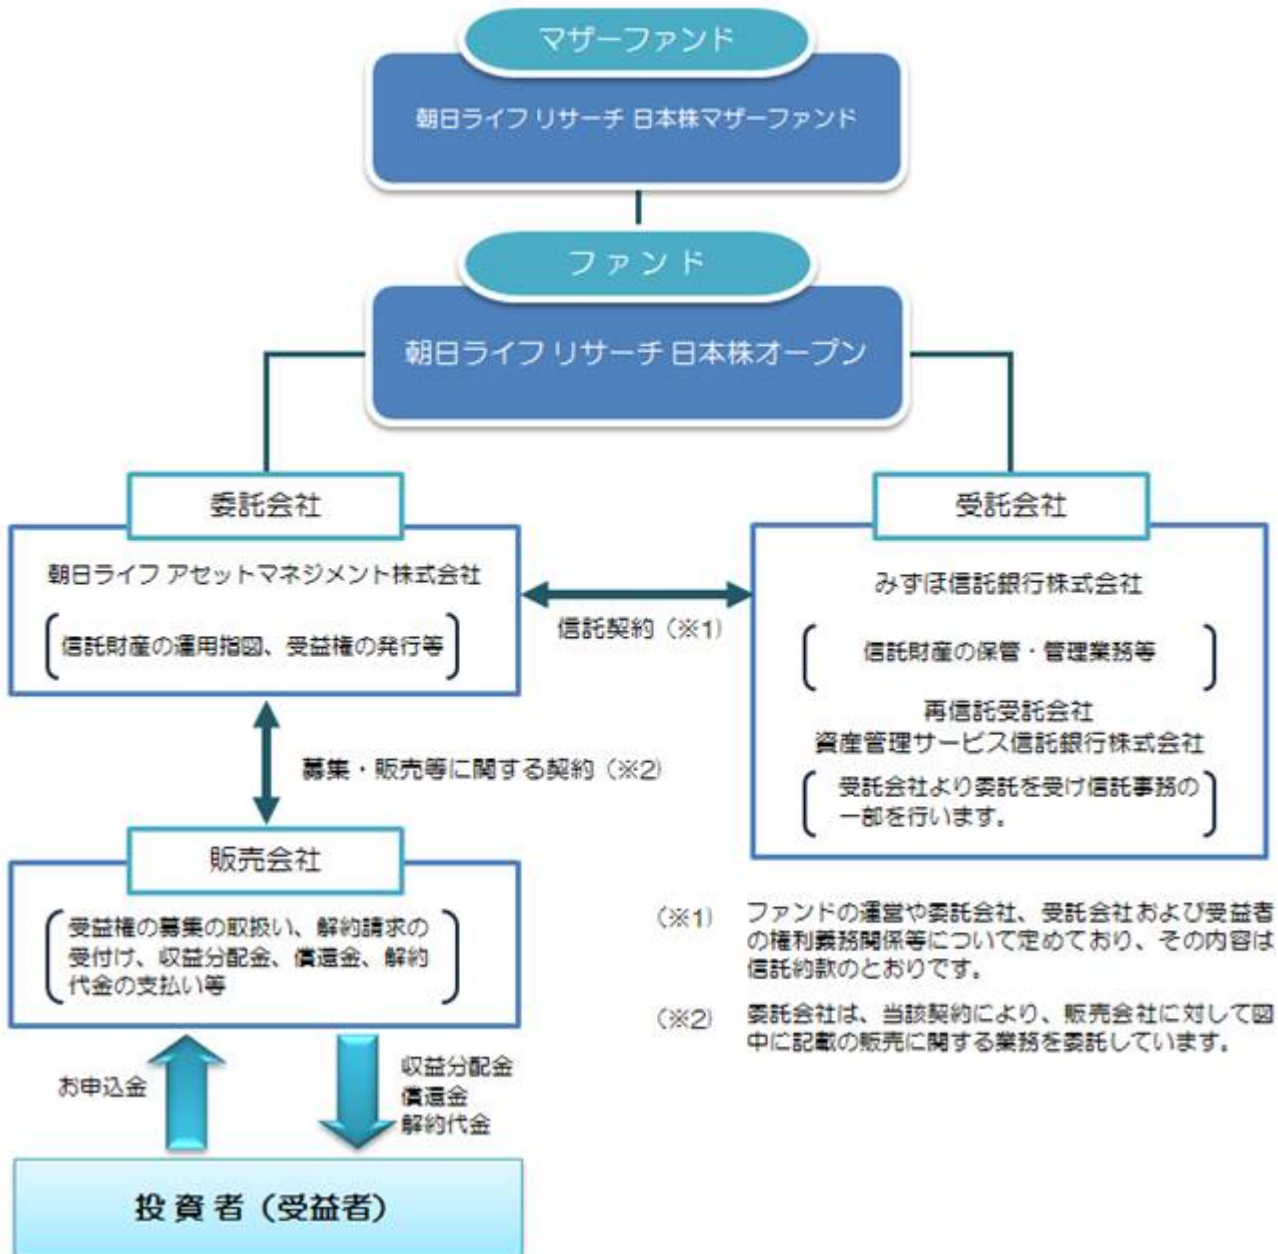 マザーファンド
朝日ライフ リサーチ 日本株マザーファンド
ファンド
朝日ライフ リサーチ 日本株オープン
委託会社
朝日ライフ アセットマネジメント株式会社
信託財産の運用指図、受益権の発行等
信託契約（※1）
受託会社
みずほ信託銀行株式会社
信託財産の保管・管理業務等
再信託受託会社
資産管理サービス信託銀行株式会社
受託会社より委託を受け信託事務の
一部を行います。
募集・販売等に関する契約（※2）
販売会社
受益権の募集の取扱い、解約請求の
受付け、収益分配金、償還金、解約
代金の支払い等
（※1） ファンドの運営や委託会社、受託会社および受益者
の権利義務関係等について定めており、その内容は
信託約款のとおりです。
（※2） 委託会社は、当該契約により、販売会社に対して図
中に記載の販売に関する業務を委託しています。
お申込金
収益分配金
償還金
解約代金
投資者（受益者）